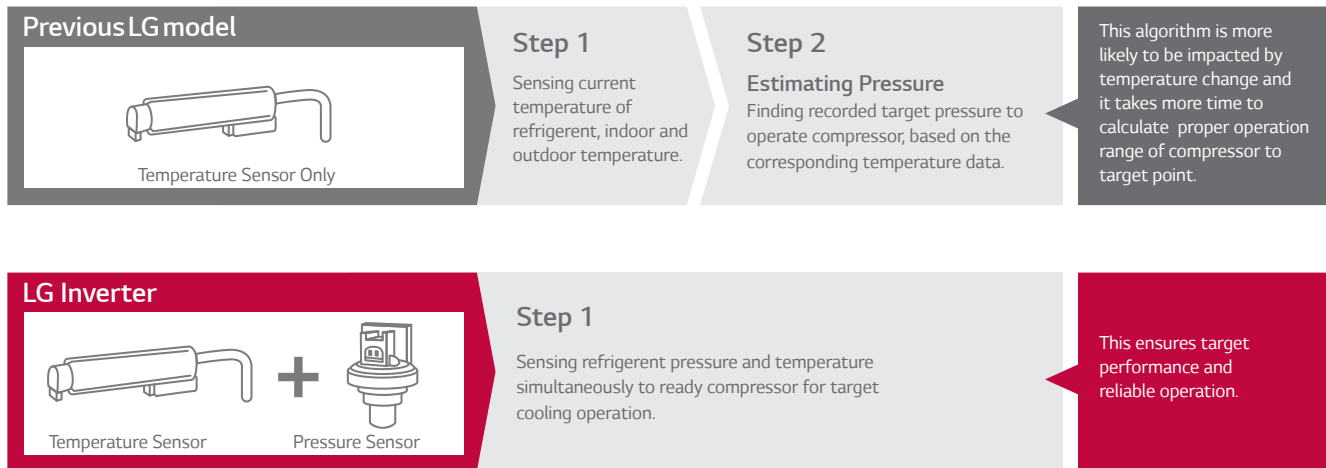 Previous LG model
Temperature Sensor Only
Step 1
Sensing current
temperature of
refrigerent, indoor and
outdoor temperature.
Step 2
Estimating Pressure
Finding recorded target pressure to
operate compressor, based on the
corresponding temperature data.
This algorithm is more
likely to be impacted by
temperature change and
it takes more time to
calculate proper operation
range of compressor to
target point.
LG Inverter
Temperature Sensor
+
Pressure Sensor
Step 1
Sensing refrigerent pressure and temperature
simultaneously to ready compressor for target
cooling operation.
This ensures target
performance and
reliable operation.